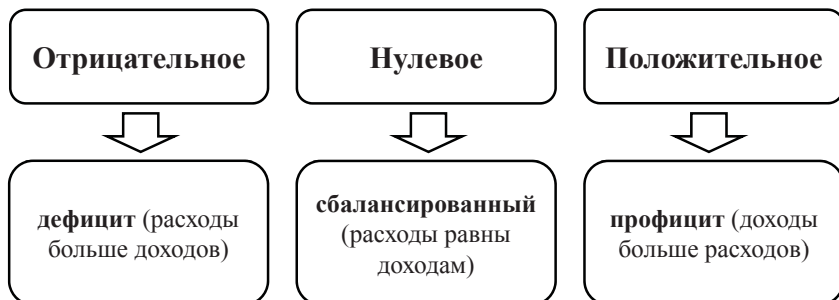 Отрицательное
Нулевое
Положительное
дефицит (расходы
больше доходов)
сбалансированный
(расходы равны
доходам)
профицит (доходы
больше расходов)